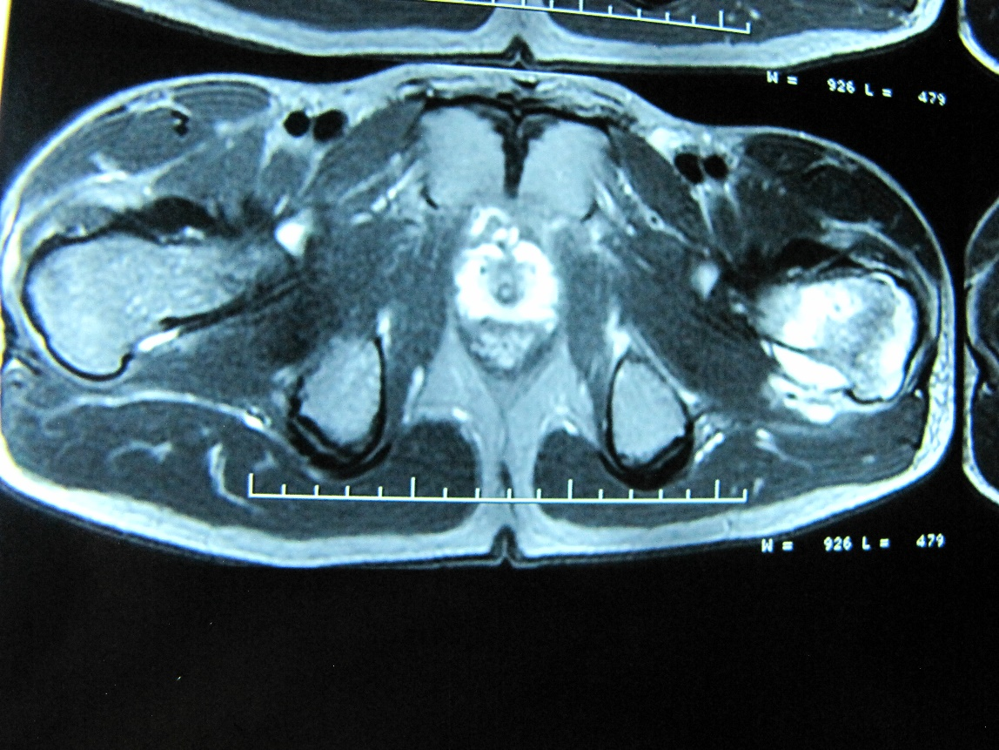 W = 926 L = 479
W = 926 L = 479